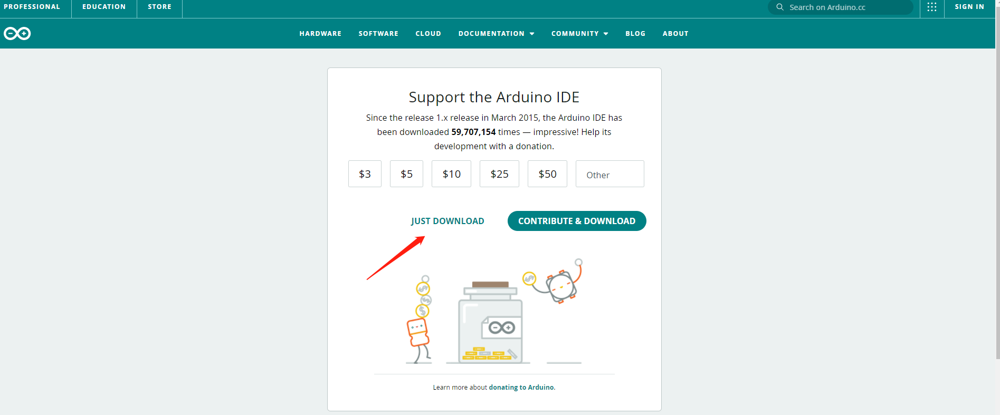 PROFESSIONAL EDUCATION STORE Search on Arduino.cc SIGN IN
HARDWARE SOFTWARE CLOUD DOCUMENTATION COMMUNITY BLOG ABOUT
Support the Arduino IDE
Since the release 1.x release in March 2015, the Arduino IDE has
been downloaded 59,707,154 times — impressive! Help its
development with a donation.
$3 $5 $10 $25 $50 Other
JUST DOWNLOAD CONTRIBUTE & DOWNLOAD
Learn more about donating to Arduino.